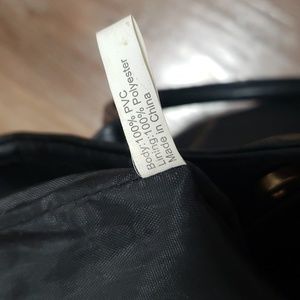 Body:100% PVC
Lining:100% Polyester
Made in China